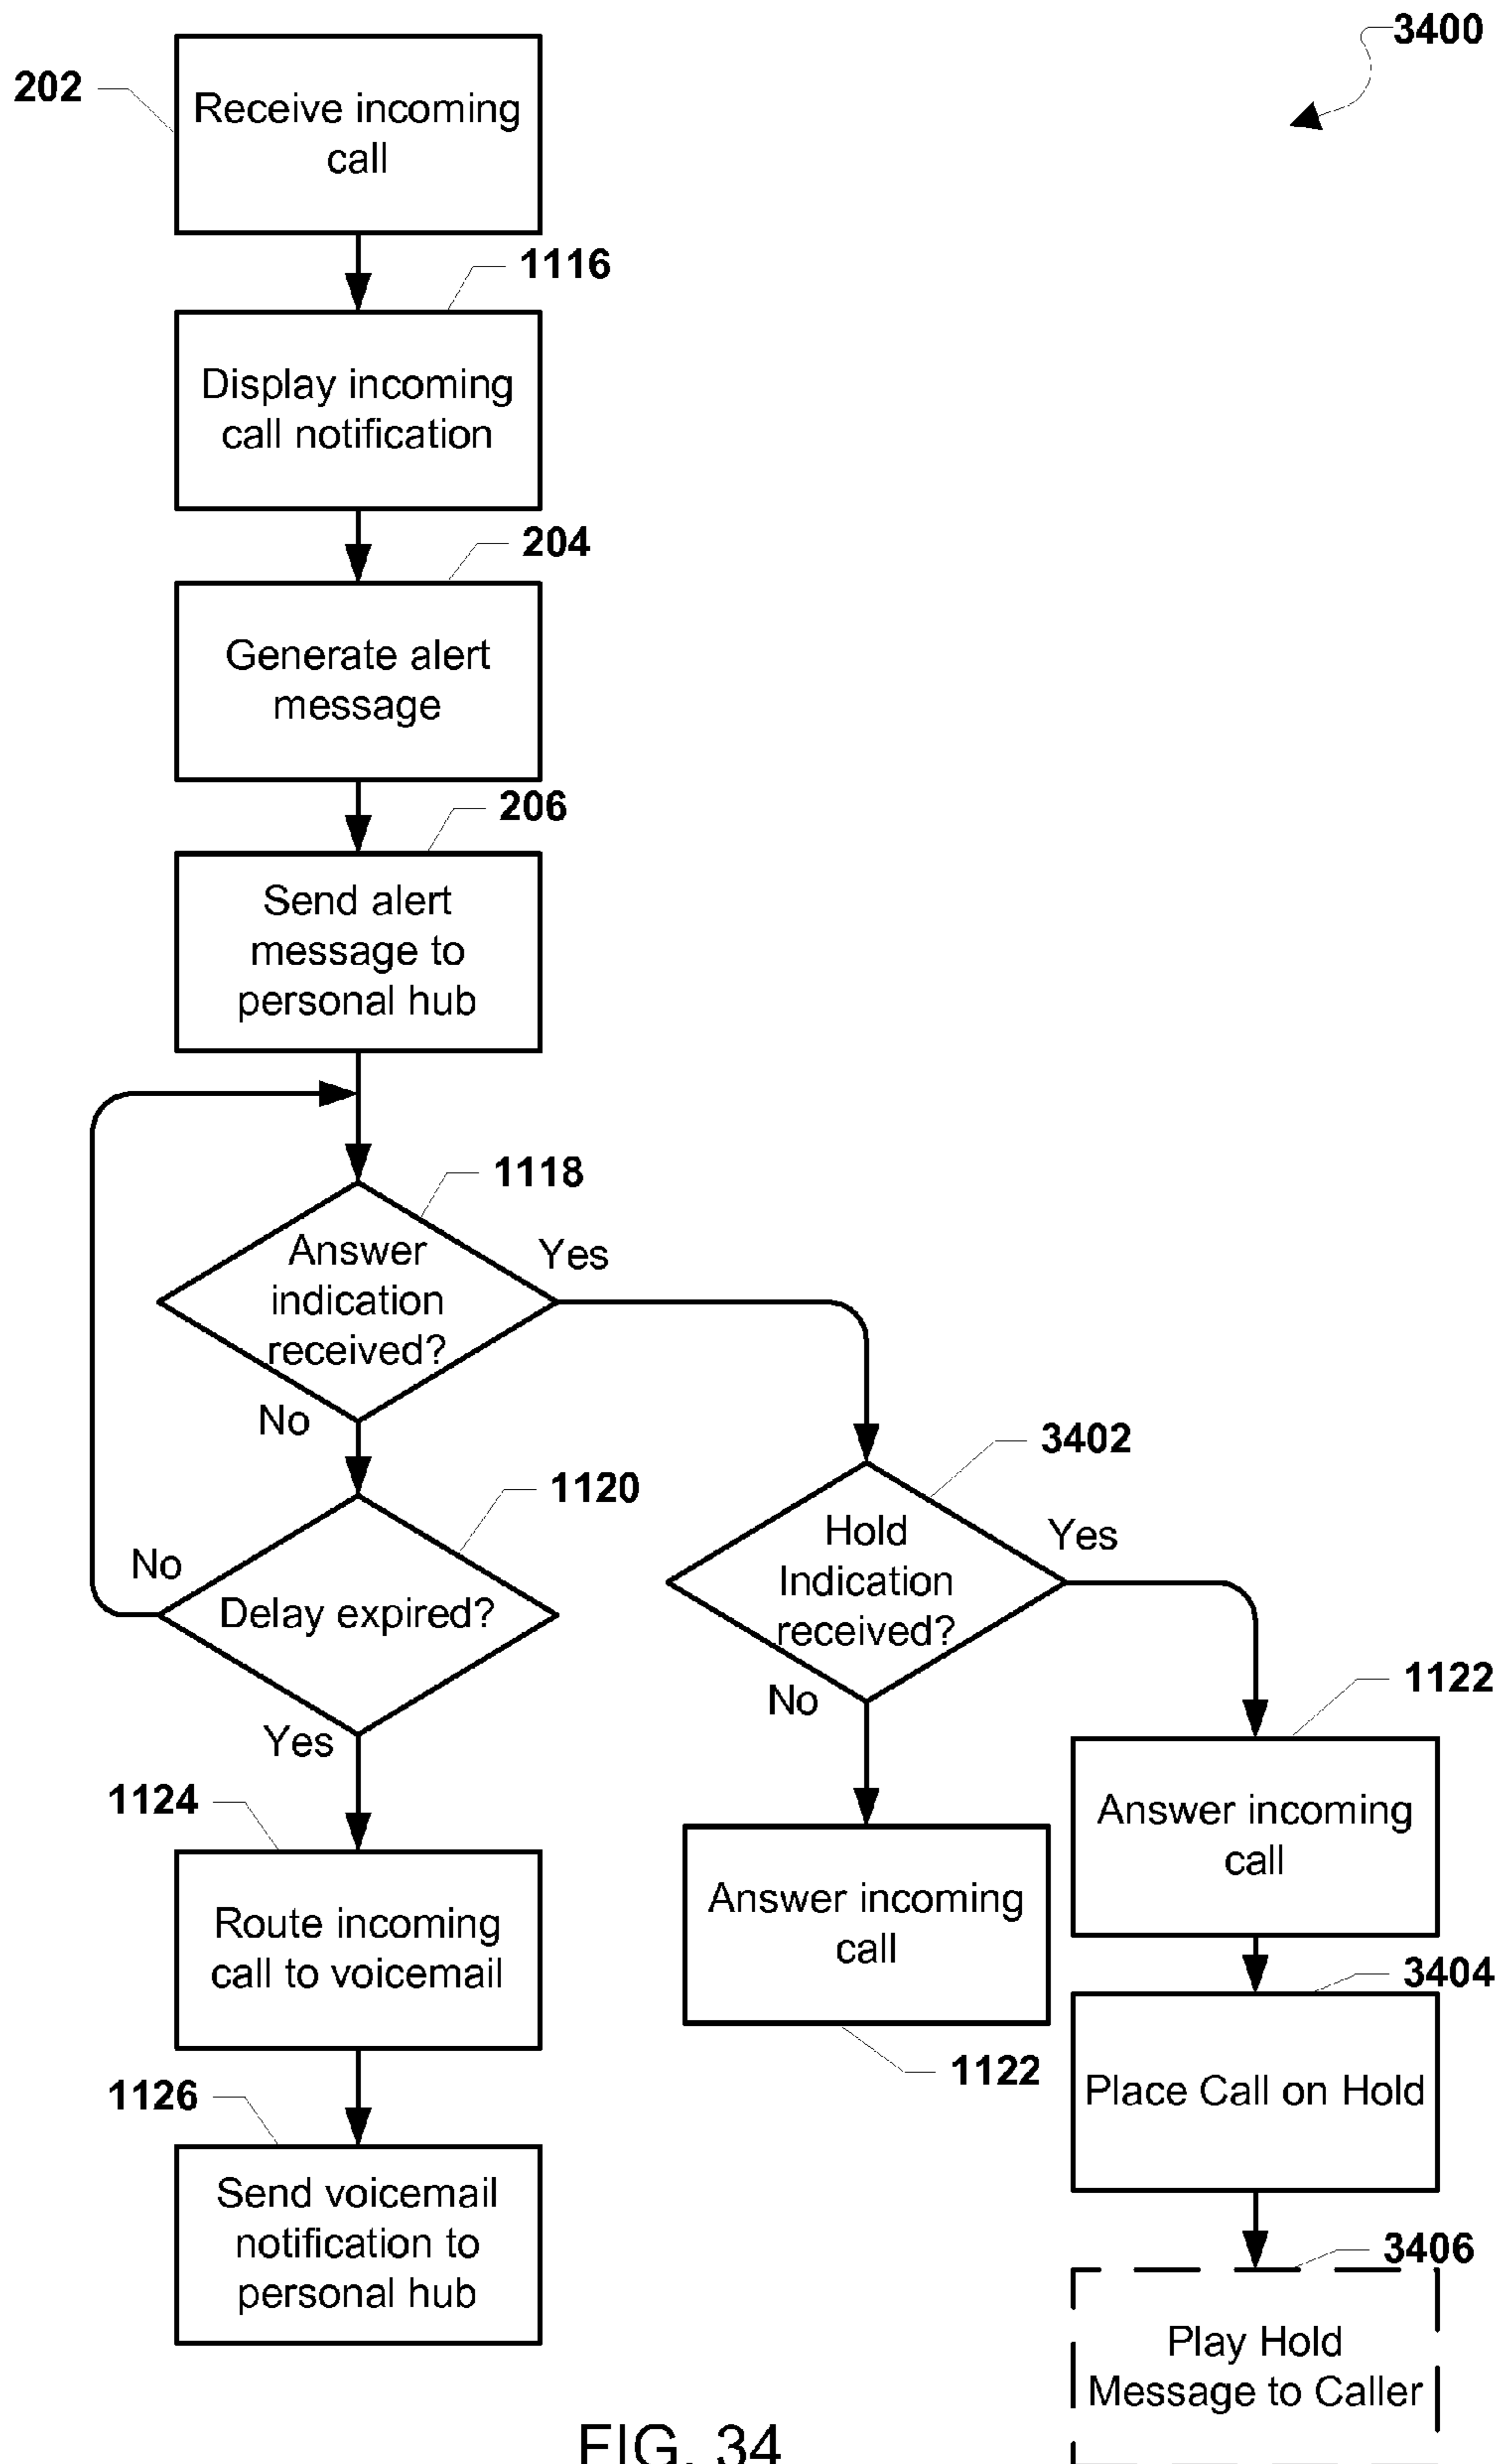 3400
202
Receive incoming
call
1116
Display incoming
call notification
204
Generate alert
message
206
Send alert
message to
personal hub
1118
Answer
indication
received?
Yes
No
1120
Delay expired?
No
Yes
3402
Hold
Indication
received?
Yes
No
1122
Answer incoming
call
Answer incoming
call
1122
3404
Place Call on Hold
3406
Play Hold
Message to Caller
1124
Route incoming
call to voicemail
1126
Send voicemail
notification to
personal hub
FIG. 34